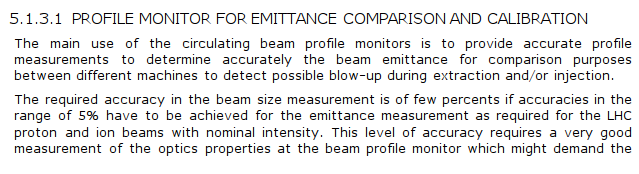 5.1.3.1 PROFILE MONITOR FOR EMITTANCE COMPARISON AND CALIBRATION
The main use of the circulating beam profile monitors is to provide accurate profile
measurements to determine accurately the beam emittance for comparison purposes
between different machines to detect possible blow-up during extraction and/or injection.
The required accuracy in the beam size measurement is of few percents if accuracies in the
range of 5% have to be achieved for the emittance measurement as required for the LHC
proton and ion beams with nominal intensity. This level of accuracy requires a very good
measurement of the optics properties at the beam profile monitor which might demand the